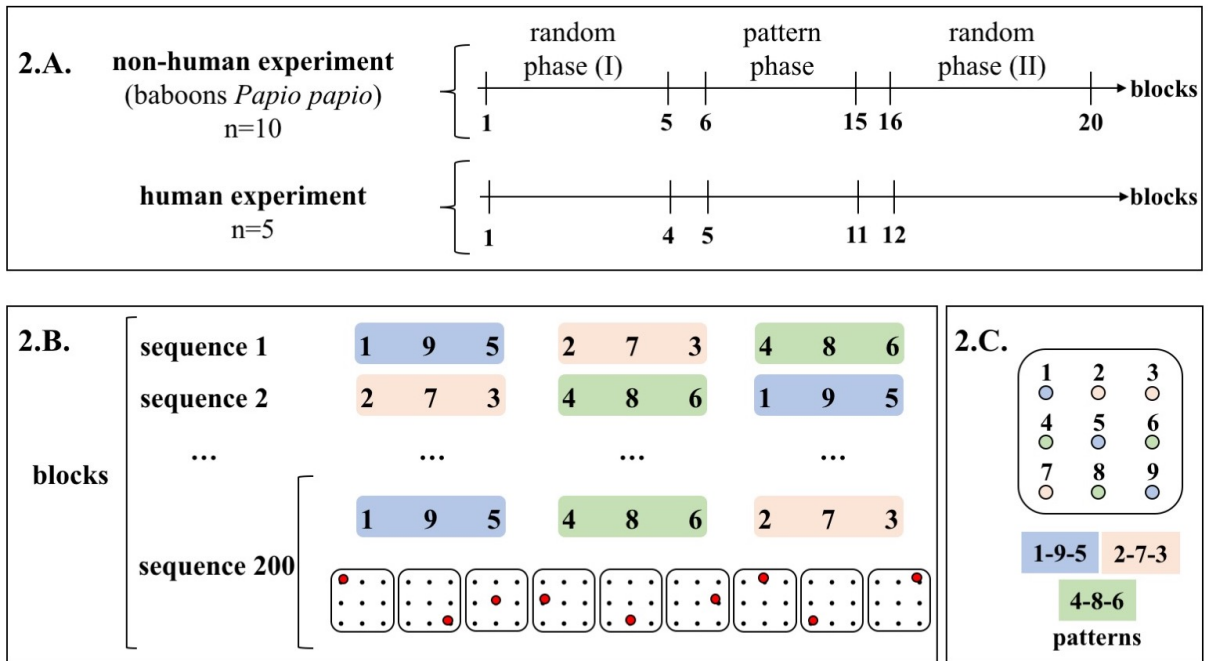 2.A.
non-human experiment
(baboons Papio papio)
n=10
random
phase (I)
pattern
phase
random
phase (II)
blocks
1 5 6 15 16 20
human experiment
n=5
blocks
1 4 5 11 12
2.B.
blocks
sequence 1 1 9 5 2 7 3 4 8 6
sequence 2 2 7 3 4 8 6 1 9 5
... ... ... ...
sequence 200 1 9 5 4 8 6 2 7 3
2.C.
1 2 3
4 5 6
7 8 9
1-9-5 2-7-3
4-8-6
patterns